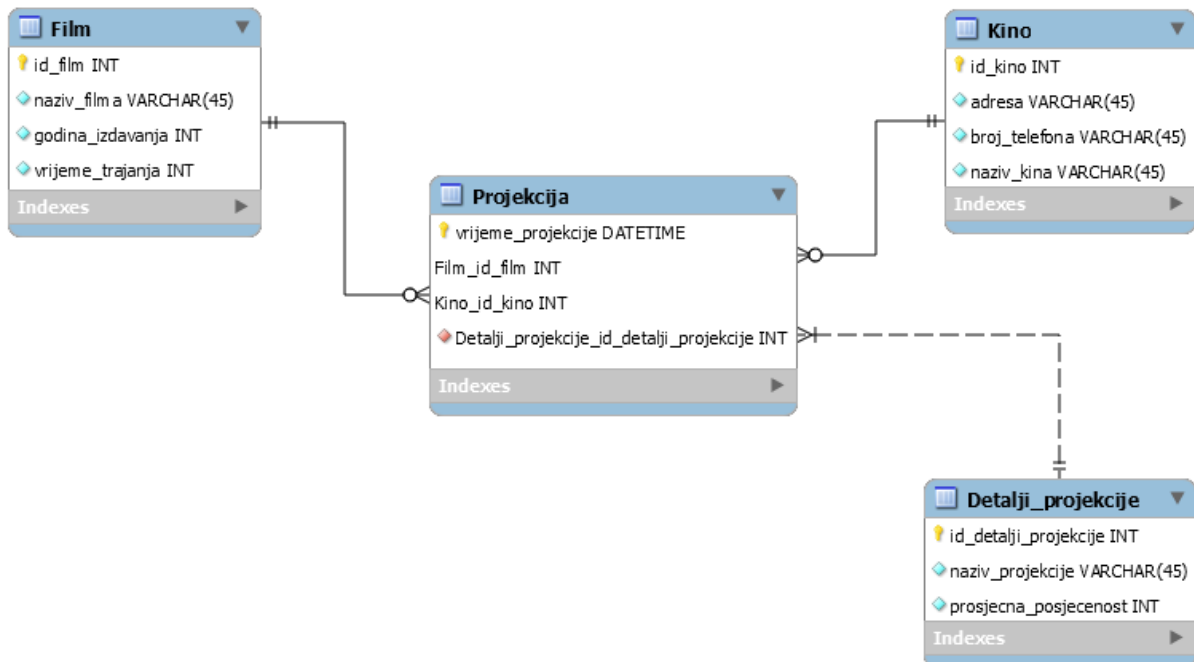 Film
id_film INT
naziv_filma VARCHAR(45)
godina_izdavanja INT
vrijeme_trajanja INT
Indexes
Kino
id_kino INT
adresa VARCHAR(45)
broj_telefona VARCHAR(45)
naziv_kina VARCHAR(45)
Indexes
Projekcija
vrijeme_projekcije DATETIME
Film_id_film INT
Kino_id_kino INT
Detalji_projekcije_id_detalji_projekcije INT
Indexes
Detalji_projekcije
id_detalji_projekcije INT
naziv_projekcije VARCHAR(45)
prosjecna_posjecenost INT
Indexes